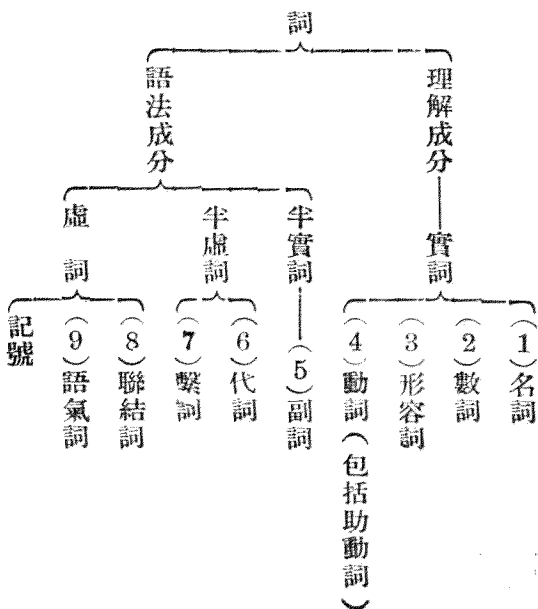 詞
理解成分
語法成分
實詞
半實詞
半虛詞
虛詞
(1)名詞
(2)數詞
(3)形容詞
(4)動詞(包括助動詞)
(5)副詞
(6)代詞
(7)繫詞
(8)聯結詞
(9)語氣詞
記號